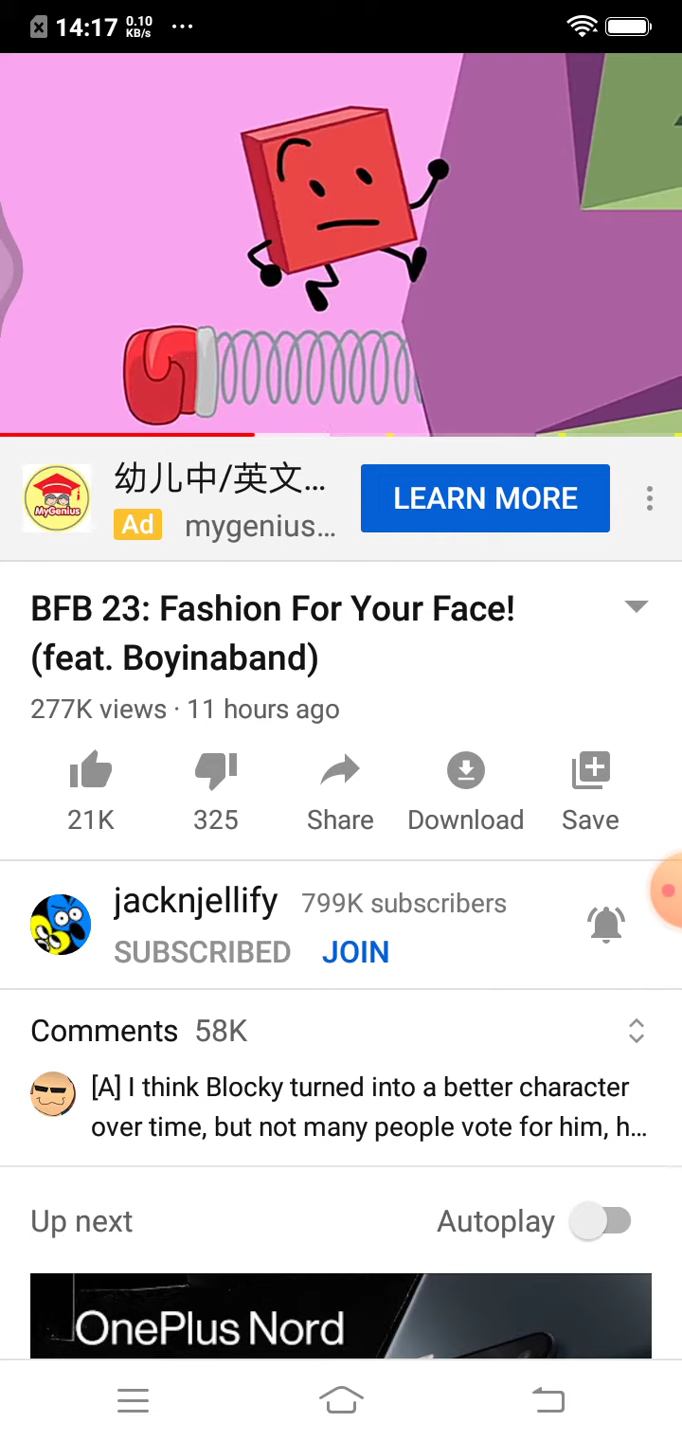 14:17 0.10 KB/s ...
幼儿中/英文...
LEARN MORE
MyGenius
Ad mygenius...
BFB 23: Fashion For Your Face!
(feat. Boyinaband)
277K views · 11 hours ago
21K 325 Share Download Save
jacknjellify 799K subscribers
SUBSCRIBED JOIN
Comments 58K
[A] I think Blocky turned into a better character
over time, but not many people vote for him, h...
Up next Autoplay
OnePlus Nord